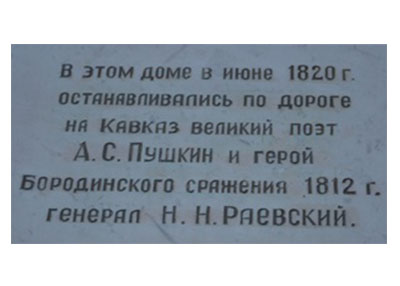 В этом доме в июне 1820 г.
останавливались по дороге
на Кавказ великий поэт
А. С. Пушкин и герой
Бородинского сражения 1812 г.
генерал Н. Н. Раевский.